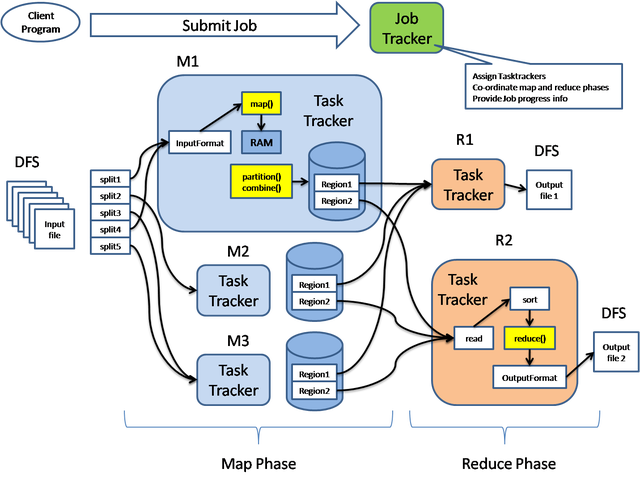 Client
Program
Submit Job
Job
Tracker
Assign Tasktrackers
Co-ordinate map and reduce phases
Provide Job progress info
M1
map()
Task
Tracker
InputFormat
RAM
partition()
combine()
Region1
Region2
DFS
Input
file
split1
split2
split3
split4
split5
M2
Task
Tracker
Region1
Region2
M3
Task
Tracker
Region1
Region2
R1
Task
Tracker
DFS
Output
file 1
R2
Task
Tracker
sort
read
reduce()
OutputFormat
DFS
Output
file 2
Map Phase
Reduce Phase